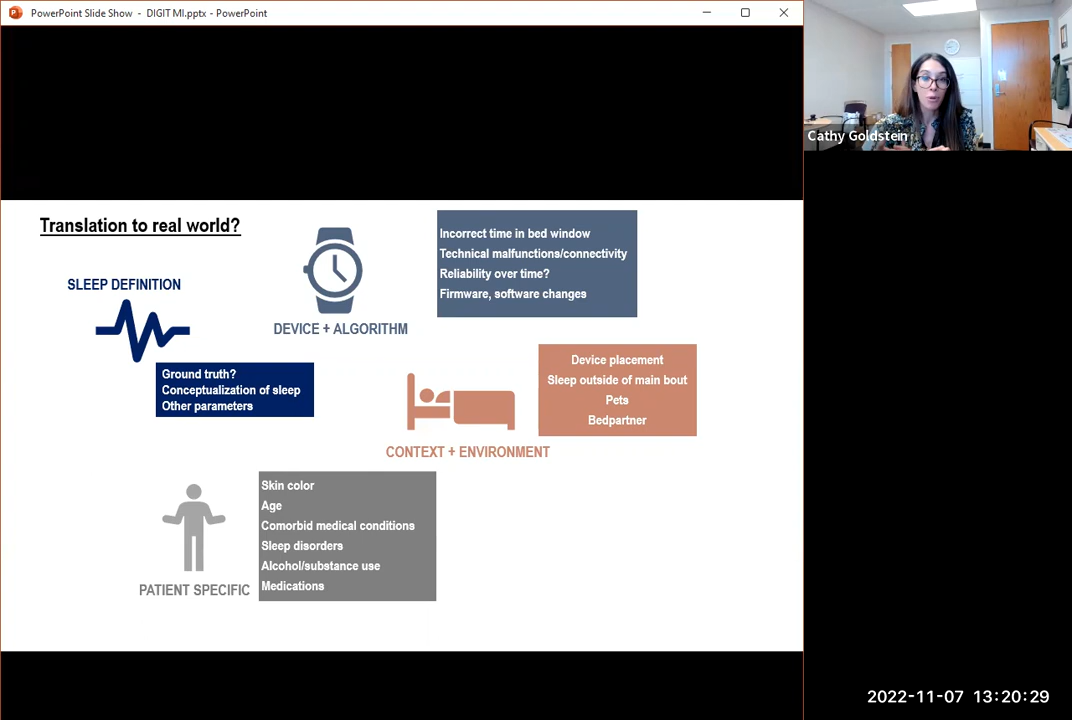 PowerPoint Slide Show - DIGIT MI.pptx - PowerPoint
Cathy Goldstein
Translation to real world?
SLEEP DEFINITION
Ground truth?
Conceptualization of sleep
Other parameters
DEVICE + ALGORITHM
Incorrect time in bed window
Technical malfunctions/connectivity
Reliability over time?
Firmware, software changes
CONTEXT + ENVIRONMENT
Device placement
Sleep outside of main bout
Pets
Bedpartner
PATIENT SPECIFIC
Skin color
Age
Comorbid medical conditions
Sleep disorders
Alcohol/substance use
Medications
2022-11-07 13:20:29